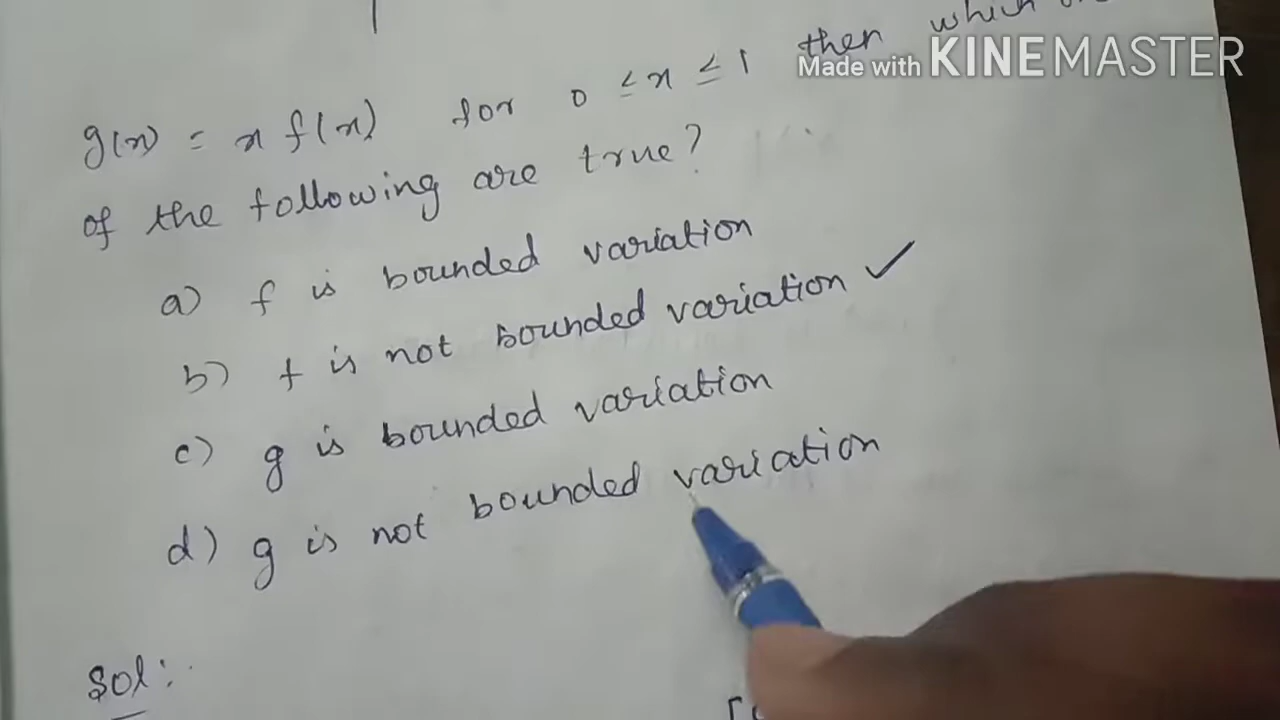 then which
Made with KINEMASTER
g(x) = x f(x) for 0 ≤ x ≤ 1
of the following are true?
a) f is bounded variation
b) f is not bounded variation ✓
c) g is bounded variation
d) g is not bounded variation
Sol: